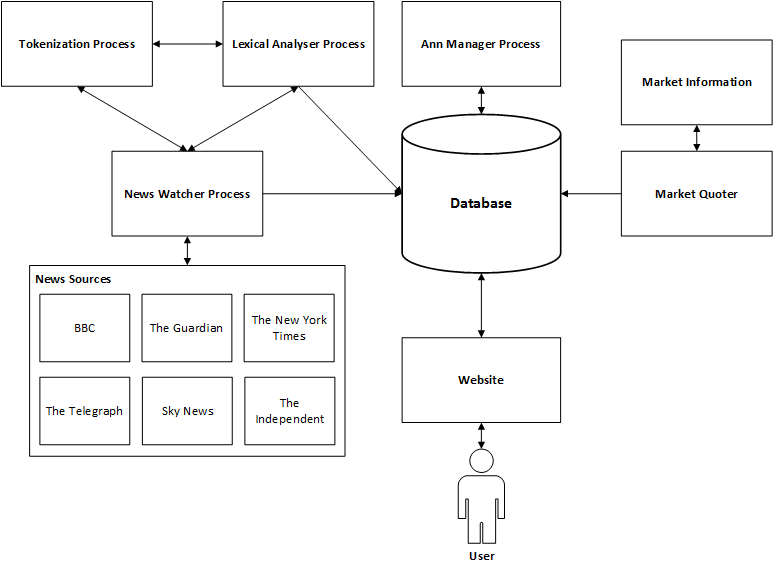 Tokenization Process
Lexical Analyser Process
Ann Manager Process
Market Information
News Watcher Process
Database
Market Quoter
News Sources
BBC
The Guardian
The New York
Times
The Telegraph
Sky News
The
Independent
Website
User